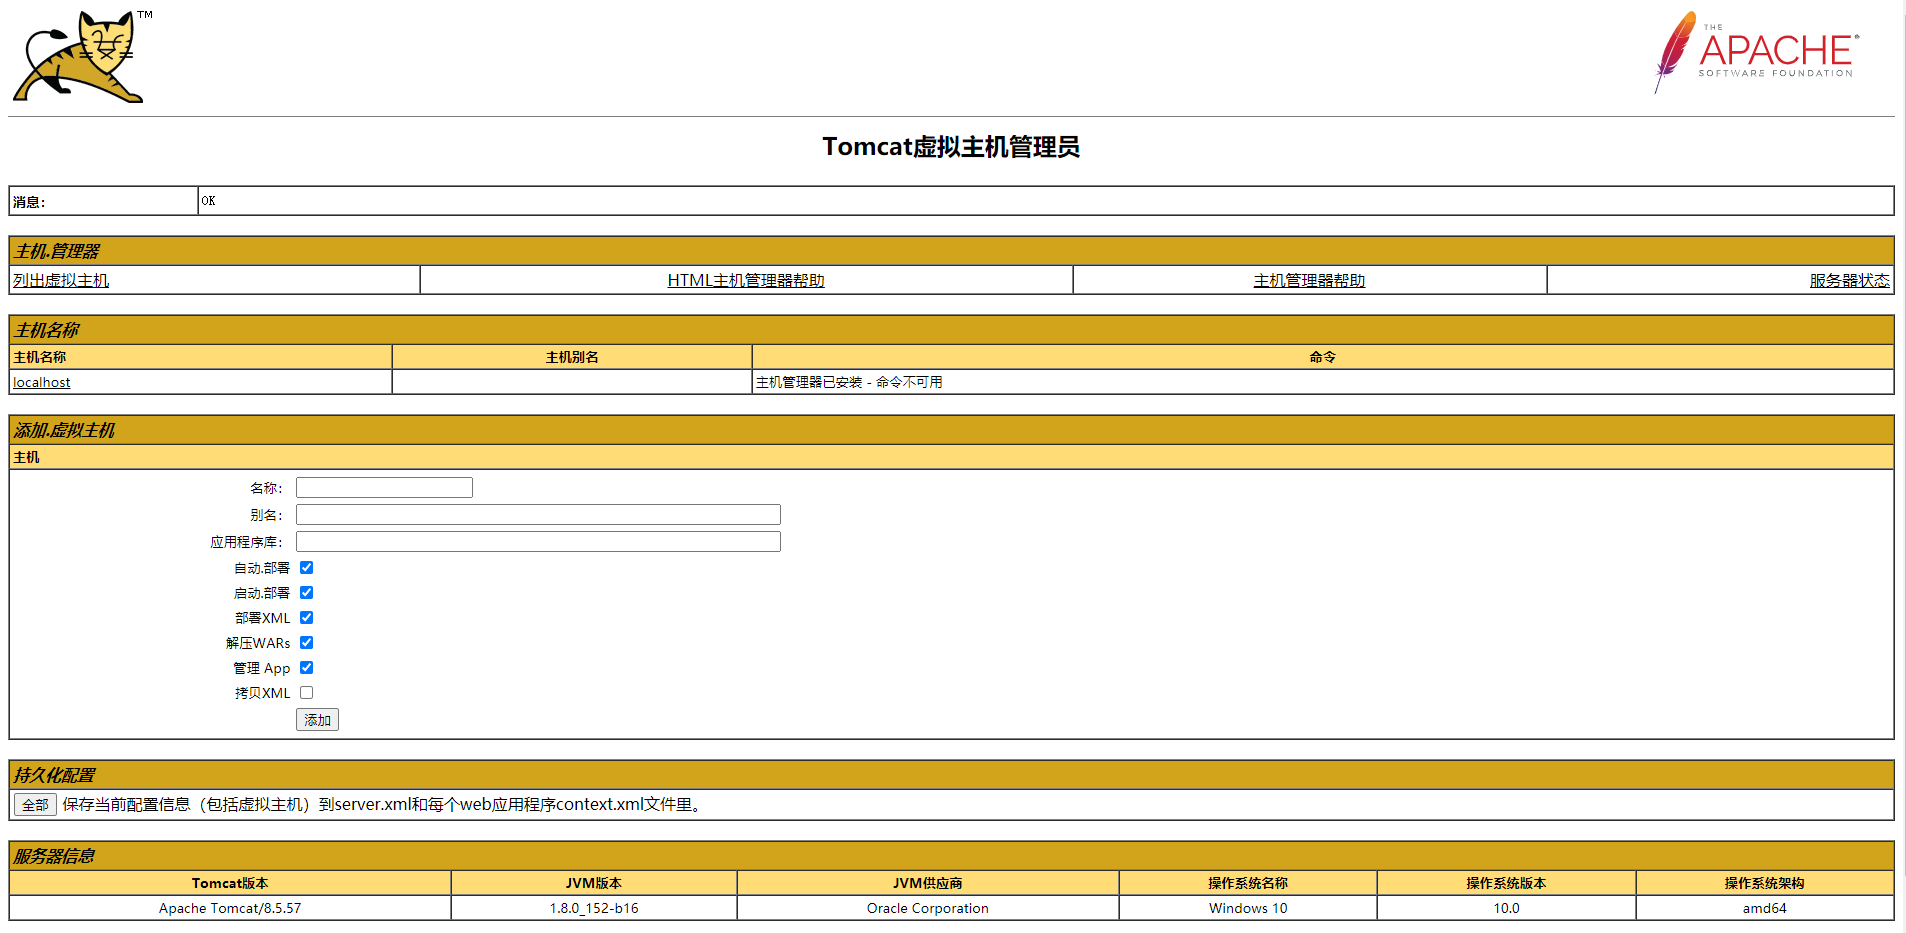 TM
THE
APACHE®
SOFTWARE FOUNDATION
Tomcat虚拟主机管理员
消息： OK
主机.管理器
列出虚拟主机 HTML主机管理器帮助 主机管理器帮助 服务器状态
主机名称
主机名称 主机别名 命令
localhost 主机管理器已安装 - 命令不可用
添加.虚拟主机
主机
名称：
别名：
应用程序库：
自动.部署
启动.部署
部署XML
解压WARs
管理 App
拷贝XML
添加
持久化配置
全部 保存当前配置信息（包括虚拟主机）到server.xml和每个web应用程序context.xml文件里。
服务器信息
Tomcat版本 JVM版本 JVM供应商 操作系统名称 操作系统版本 操作系统架构
Apache Tomcat/8.5.57 1.8.0_152-b16 Oracle Corporation Windows 10 10.0 amd64